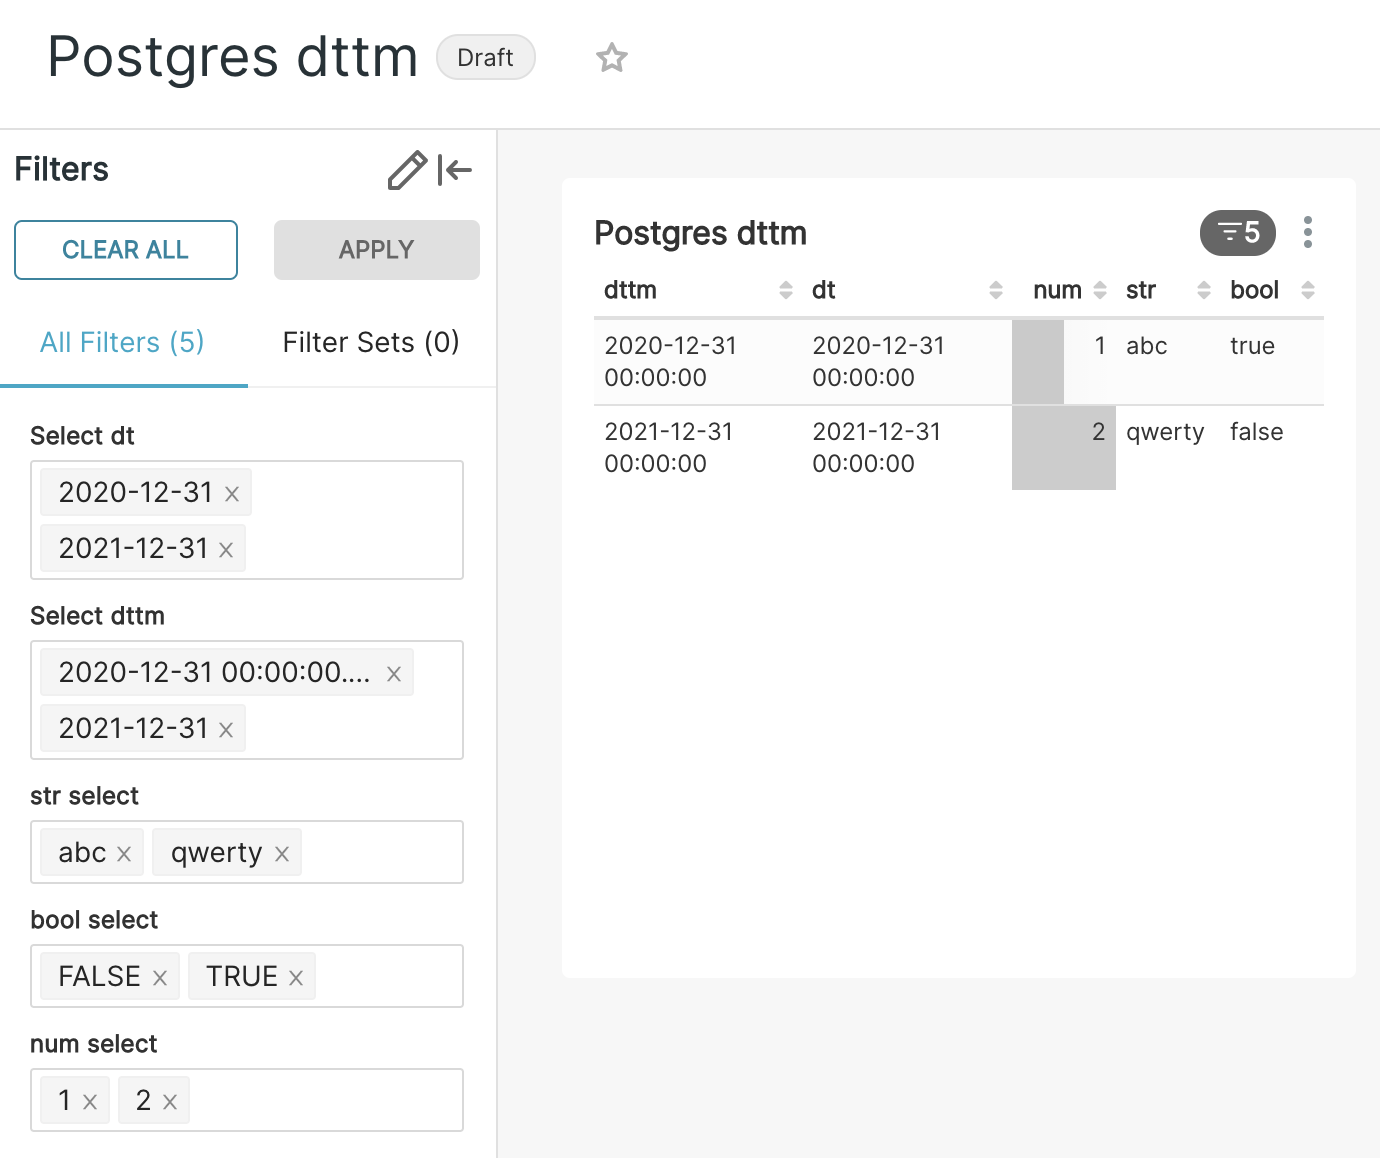 Postgres dttm Draft
Filters
CLEAR ALL APPLY
All Filters (5) Filter Sets (0)
Select dt
2020-12-31
2021-12-31
Select dttm
2020-12-31 00:00:00....
2021-12-31
str select
abc qwerty
bool select
FALSE TRUE
num select
1 2
Postgres dttm 5
dttm dt num str bool
2020-12-31 2020-12-31 1 abc true
00:00:00 00:00:00
2021-12-31 2021-12-31 2 qwerty false
00:00:00 00:00:00